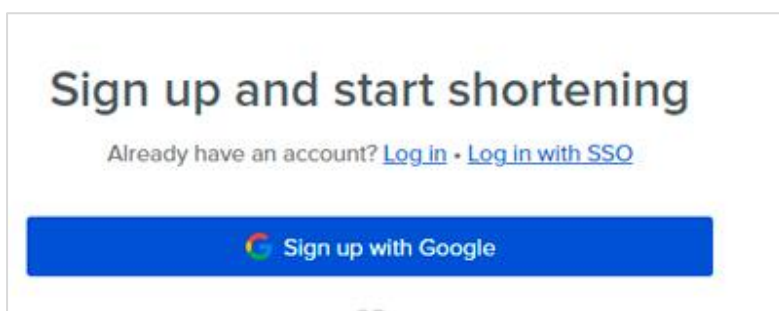 Sign up and start shortening
Already have an account? Log in • Log in with SSO
Sign up with Google